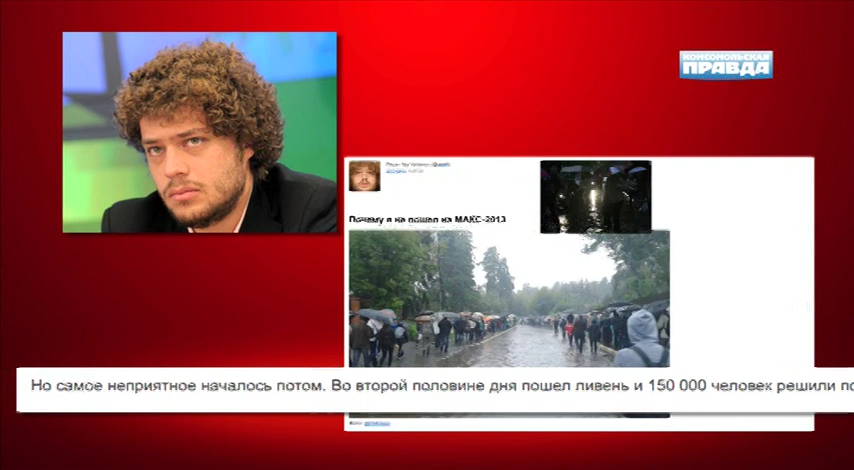 КОМСОМОЛЬСКАЯ
ПРАВДА
Почему я не пошел на МАКС-2013
Но самое неприятное началось потом. Во второй половине дня пошел ливень и 150 000 человек решили по